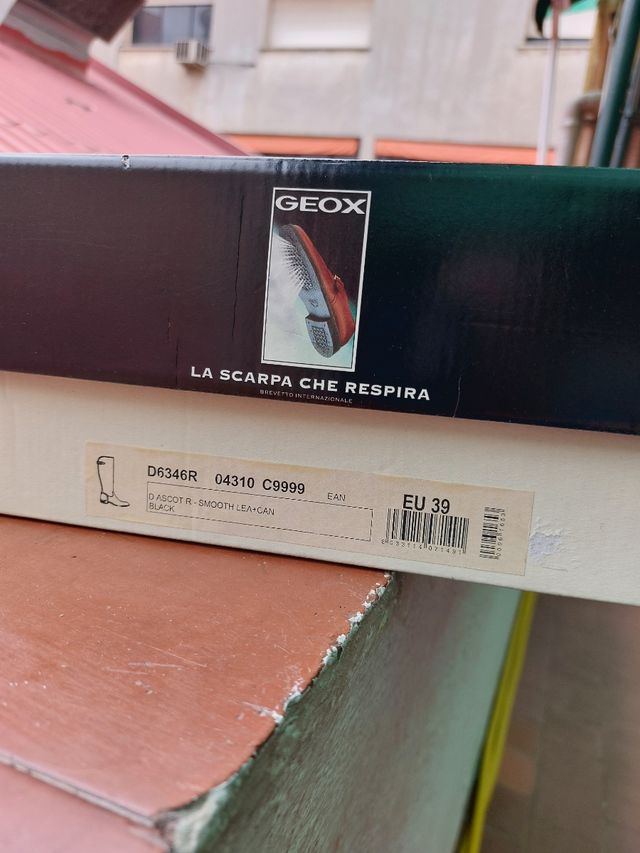 GEOX
LA SCARPA CHE RESPIRA
BREVETTO INTERNAZIONALE
D6346R 04310 C9999 EAN EU 39
D ASCOT R - SMOOTH LEA+CAN
BLACK